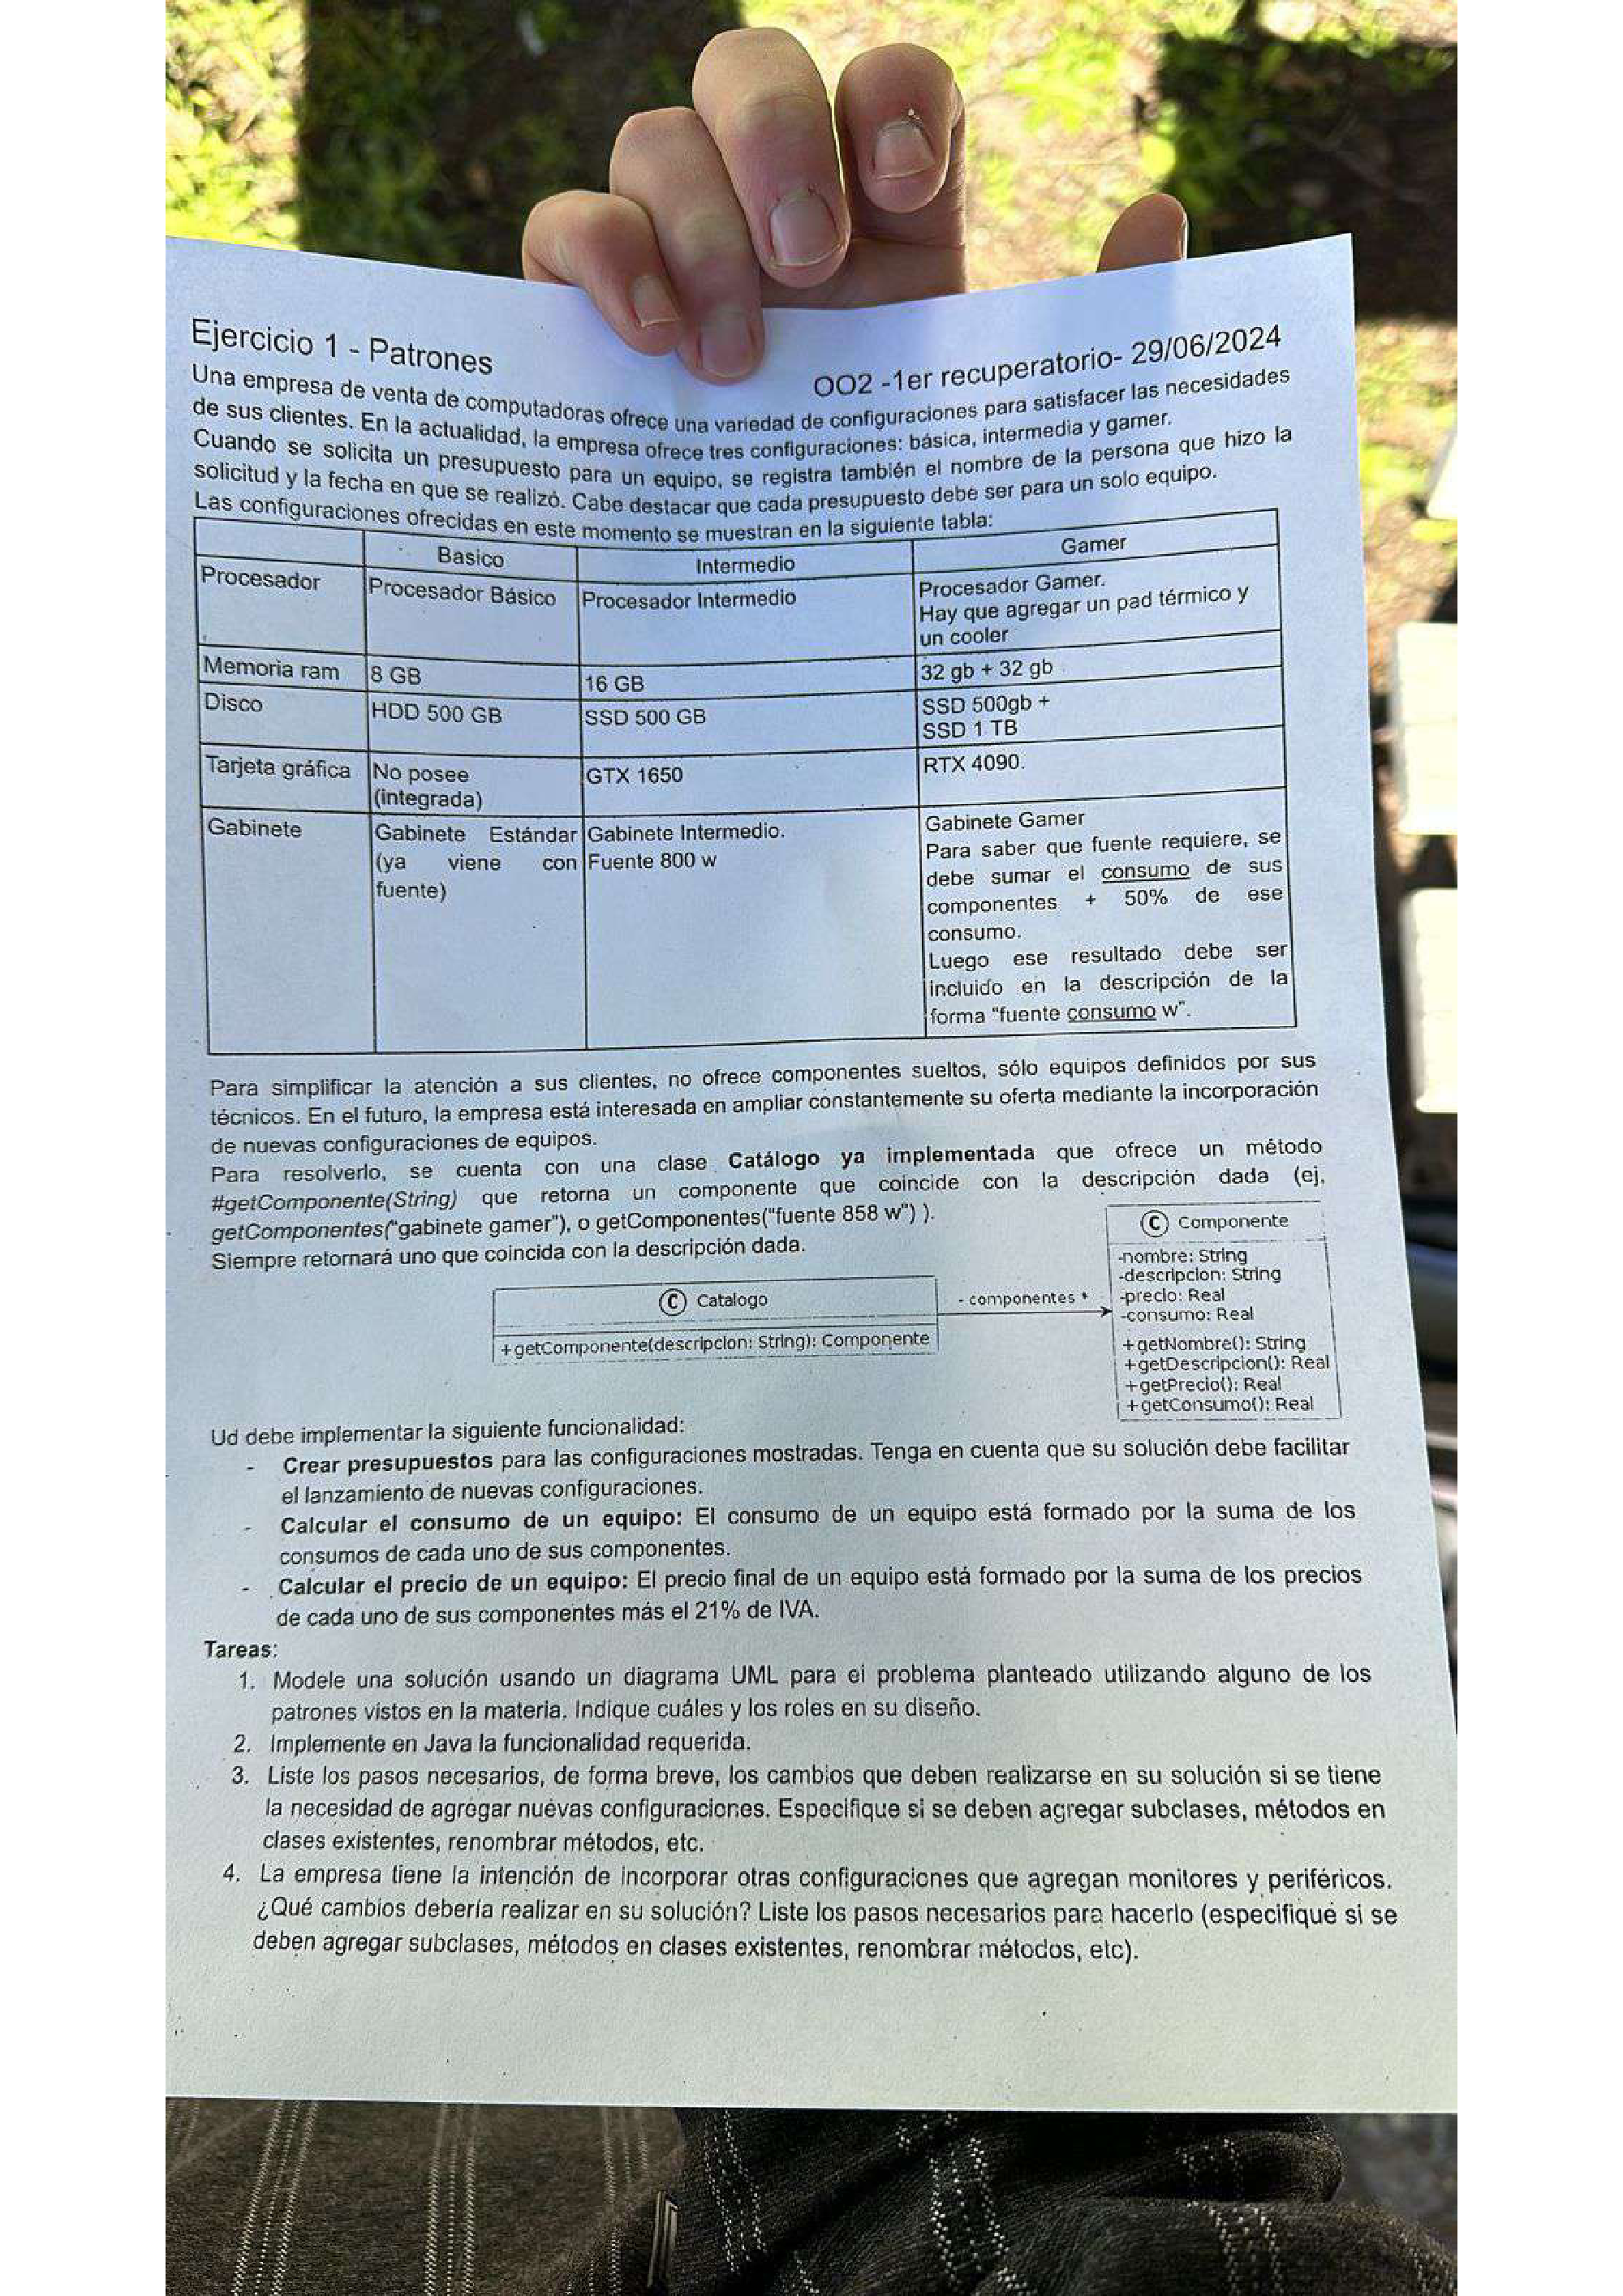 Ejercicio 1 - Patrones
OO2 -1er recuperatorio- 29/06/2024
Una empresa de venta de computadoras ofrece una variedad de configuraciones para satisfacer las necesidades
de sus clientes. En la actualidad, la empresa ofrece tres configuraciones: básica, intermedia y gamer.
Cuando se solicita un presupuesto para un equipo, se registra también el nombre de la persona que hizo la
solicitud y la fecha en que se realizó. Cabe destacar que cada presupuesto debe ser para un solo equipo.
Las configuraciones ofrecidas en este momento se muestran en la siguiente tabla:
Basico
Intermedio
Gamer
Procesador
Procesador Básico
Procesador Intermedio
Procesador Gamer.
Hay que agregar un pad térmico y
un cooler
Memoria ram
8 GB
16 GB
32 gb + 32 gb
Disco
HDD 500 GB
SSD 500 GB
SSD 500gb +
SSD 1 TB
Tarjeta gráfica
No posee
(integrada)
GTX 1650
RTX 4090.
Gabinete
Gabinete Estándar
(ya viene con
fuente)
Gabinete Intermedio.
Fuente 800 w
Gabinete Gamer
Para saber que fuente requiere, se
debe sumar el consumo de sus
componentes + 50% de ese
consumo.
Luego ese resultado debe ser
incluido en la descripción de la
forma "fuente consumo w".
Para simplificar la atención a sus clientes, no ofrece componentes sueltos, sólo equipos definidos por sus
técnicos. En el futuro, la empresa está interesada en ampliar constantemente su oferta mediante la incorporación
de nuevas configuraciones de equipos.
Para resolverlo, se cuenta con una clase Catálogo ya implementada que ofrece un método
#getComponente(String) que retorna un componente que coincide con la descripción dada (ej.
getComponentes("gabinete gamer"), o getComponentes("fuente 858 w") ).
Siempre retornará uno que coincida con la descripción dada.
C Catalogo
+getComponente(descripcion: String): Componente
- componentes *
C Componente
-nombre: String
-descripcion: String
-precio: Real
-consumo: Real
+getNombre(): String
+getDescripcion(): Real
+getPrecio(): Real
+getConsumo(): Real
Ud debe implementar la siguiente funcionalidad:
- Crear presupuestos para las configuraciones mostradas. Tenga en cuenta que su solución debe facilitar
el lanzamiento de nuevas configuraciones.
- Calcular el consumo de un equipo: El consumo de un equipo está formado por la suma de los
consumos de cada uno de sus componentes.
- Calcular el precio de un equipo: El precio final de un equipo está formado por la suma de los precios
de cada uno de sus componentes más el 21% de IVA.
Tareas:
1. Modele una solución usando un diagrama UML para el problema planteado utilizando alguno de los
patrones vistos en la materia. Indique cuáles y los roles en su diseño.
2. Implemente en Java la funcionalidad requerida.
3. Liste los pasos necesarios, de forma breve, los cambios que deben realizarse en su solución si se tiene
la necesidad de agregar nuevas configuraciones. Especifique si se deben agregar subclases, métodos en
clases existentes, renombrar métodos, etc.
4. La empresa tiene la intención de incorporar otras configuraciones que agregan monitores y periféricos.
¿Qué cambios debería realizar en su solución? Liste los pasos necesarios para hacerlo (especifique si se
deben agregar subclases, métodos en clases existentes, renombrar métodos, etc).